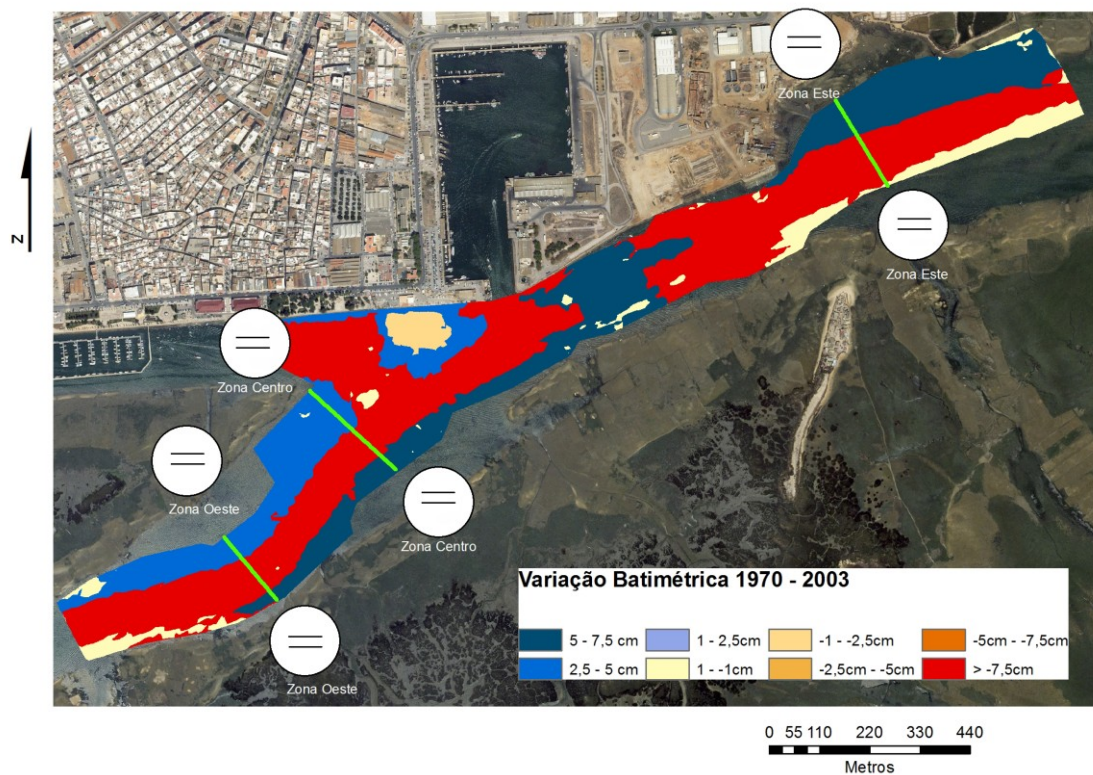 Zona Este
N
Zona Este
Zona Centro
Zona Oeste
Zona Centro
Variação Batimétrica 1970 - 2003
5 - 7,5 cm
1 - 2,5cm
-1 - -2,5cm
-5cm - -7,5cm
2,5 - 5 cm
1 - -1cm
-2,5cm - -5cm
> -7,5cm
Zona Oeste
0 55 110 220 330 440
Metros